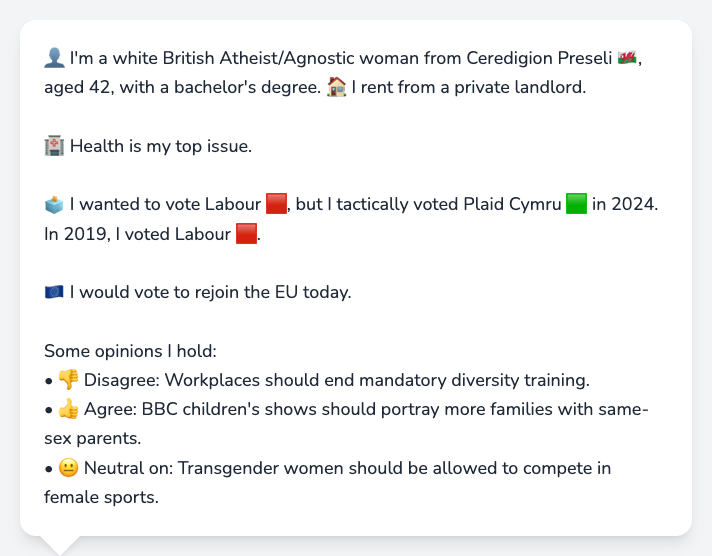 👤 I'm a white British Atheist/Agnostic woman from Ceredigion Preseli 🏴󠁧󠁢󠁷󠁬󠁳󠁿,
aged 42, with a bachelor's degree. 🏠 I rent from a private landlord.
🏥 Health is my top issue.
🗳️ I wanted to vote Labour 🟥, but I tactically voted Plaid Cymru 🟩 in 2024.
In 2019, I voted Labour 🟥.
🇪🇺 I would vote to rejoin the EU today.
Some opinions I hold:
• 👎 Disagree: Workplaces should end mandatory diversity training.
• 👍 Agree: BBC children's shows should portray more families with same-
sex parents.
• 😐 Neutral on: Transgender women should be allowed to compete in
female sports.